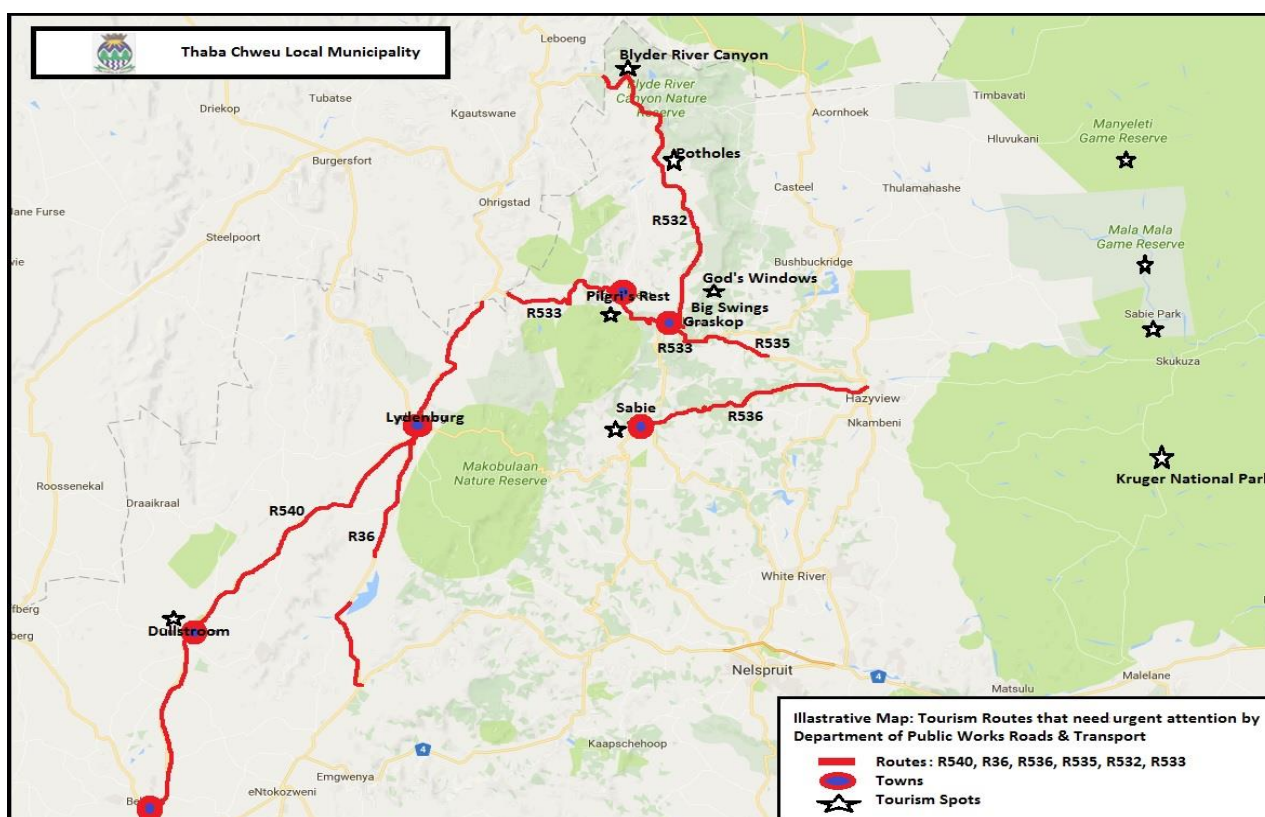 Thaba Chweu Local Municipality
Leboeng
Blyder River Canyon
Blyde River
Canyon Nature
Reserve
Tubatse
Driekop
Kgautswane
Acornhoek
Timbavati
Hluvukani
Manyeleti
Game Reserve
Burgersfort
Potholes
Casteel
Thulamahashe
Ohrigstad
Steelpoort
R532
Mala Mala
Game Reserve
Bushbuckridge
God's Windows
Pilgri's Rest
Big Swings
Graskop
R533
R533
R535
Sabie Park
Skukuza
Hazyview
Nkambeni
Lydenburg
Sabie
R536
Makobulaan
Nature Reserve
Kruger National Park
Roossenekal
Draaikraal
R540
R36
White River
Dullstroom
Nelspruit
4
Malelane
Matsulu
Kaapschehoop
4
Emgwenya
eNtokozweni
Illastrative Map: Tourism Routes that need urgent attention by
Department of Public Works Roads & Transport
Routes: R540, R36, R536, R535, R532, R533
Towns
Tourism Spots